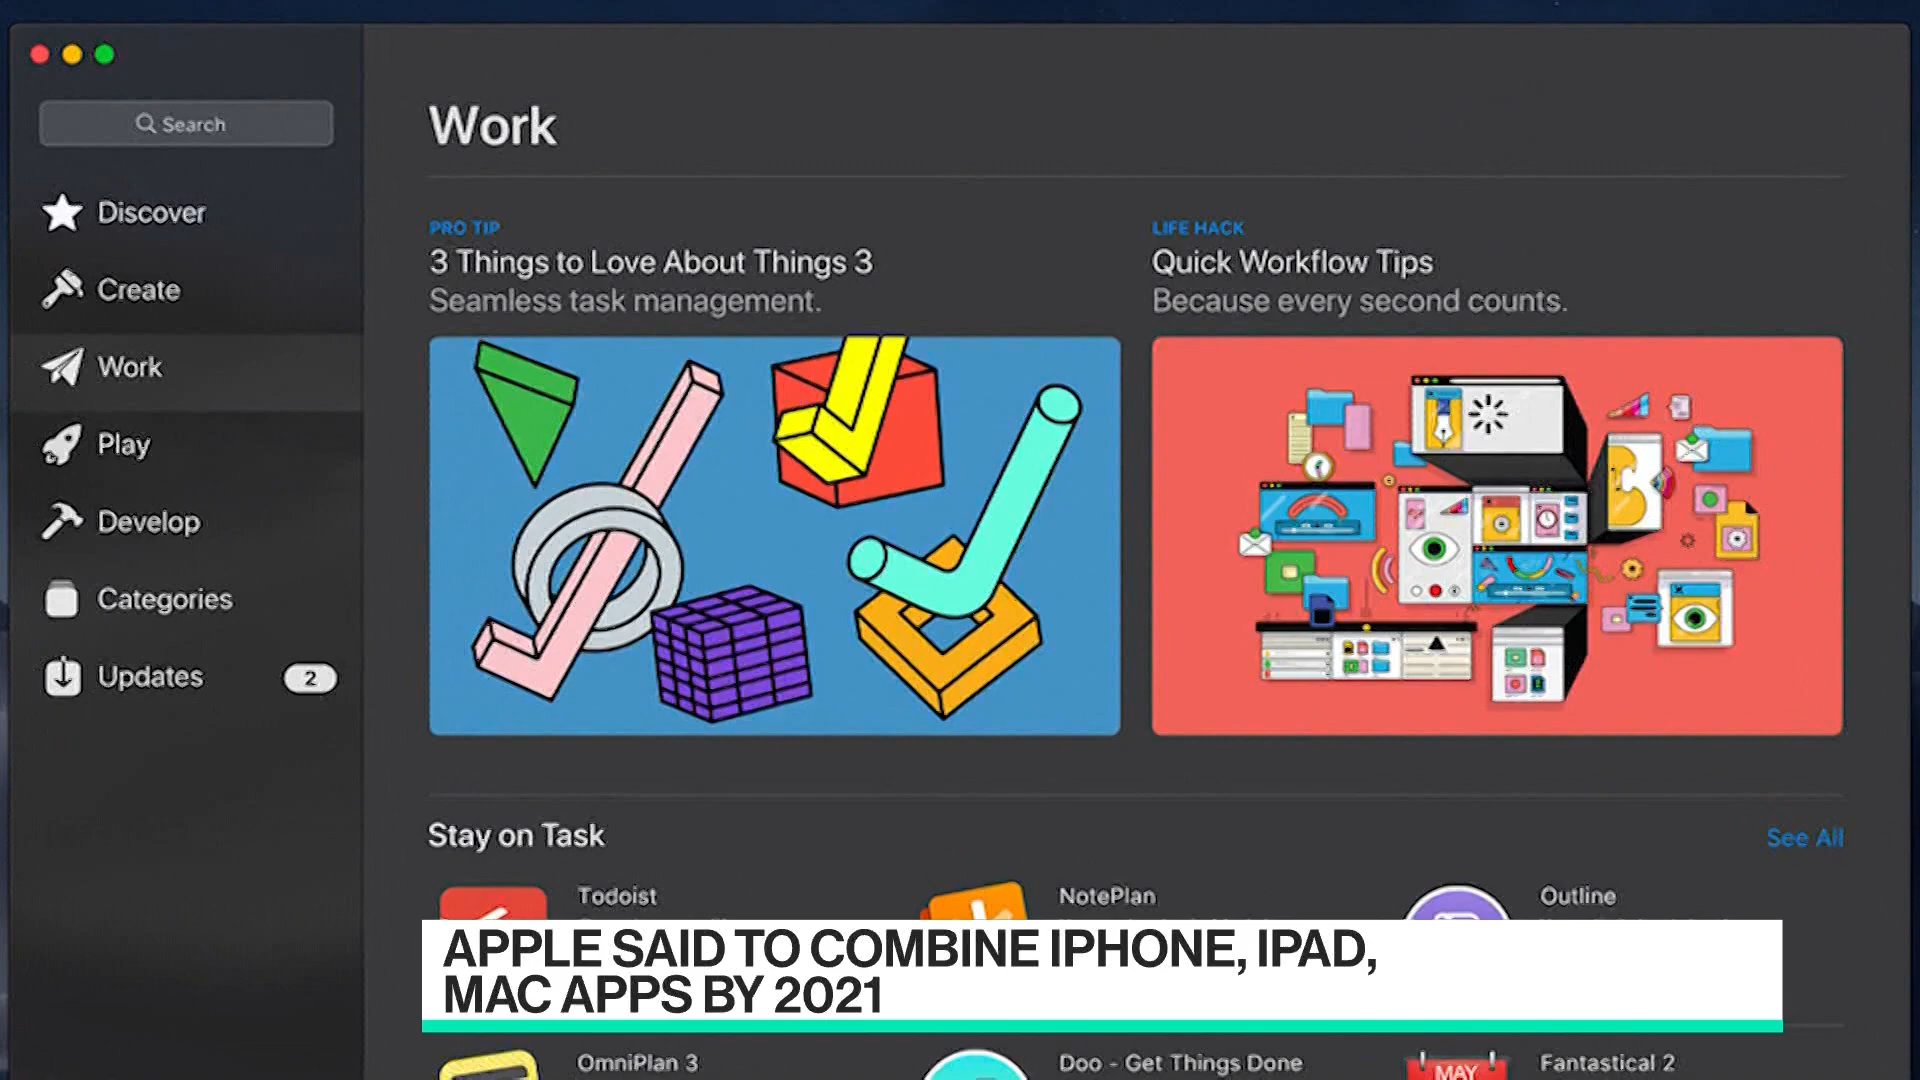 Search
Discover
Create
Work
Play
Develop
Categories
Updates
2
Work
PRO TIP
3 Things to Love About Things 3
Seamless task management.
LIFE HACK
Quick Workflow Tips
Because every second counts.
Stay on Task
See All
Todoist
NotePlan
Outline
APPLE SAID TO COMBINE IPHONE, IPAD,
MAC APPS BY 2021
OmniPlan 3
Doo - Get Things Done
Fantastical 2
MAY